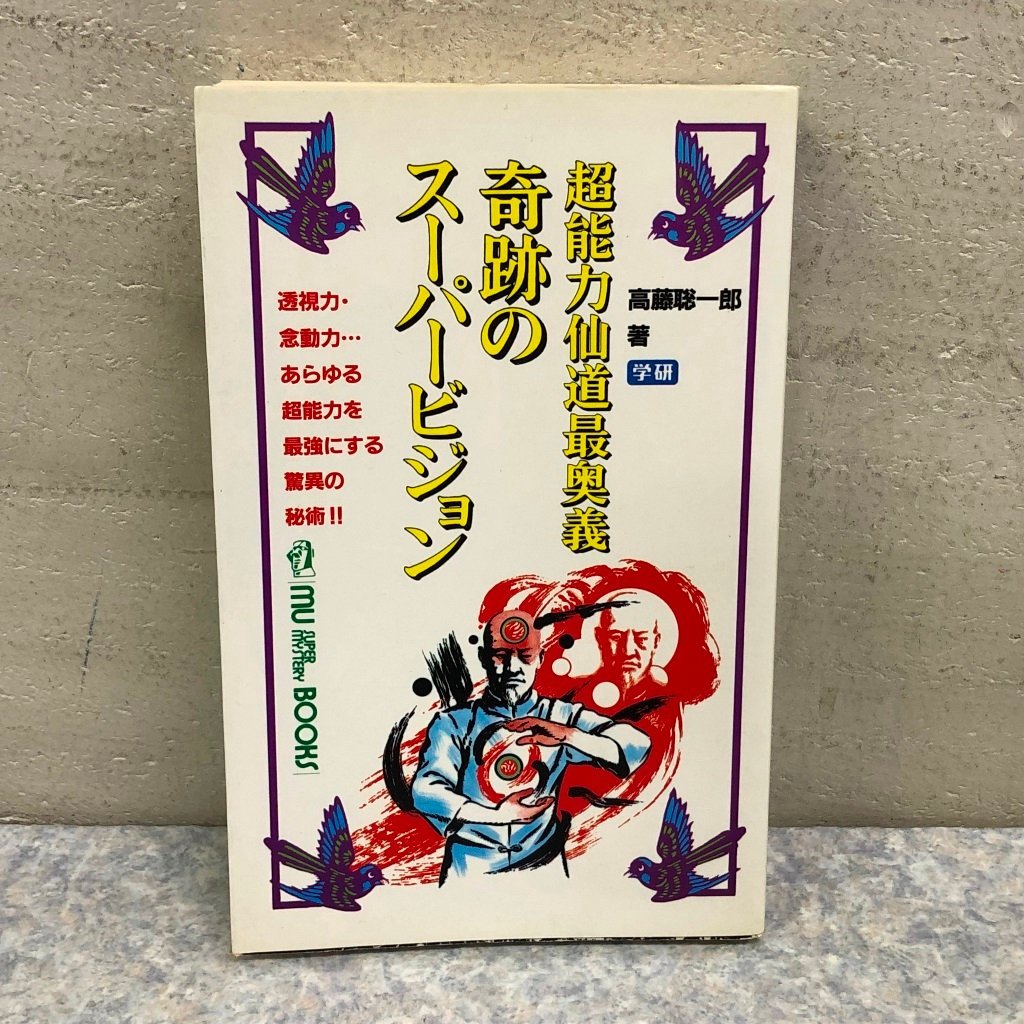 超能力仙道最奥義
奇跡の
スーパービジョン
高藤聡一郎
著
学研
透視力・
念動力…
あらゆる
超能力を
最強にする
驚異の
秘術!!
MU
SUPER
MYSTERY
BOOKS